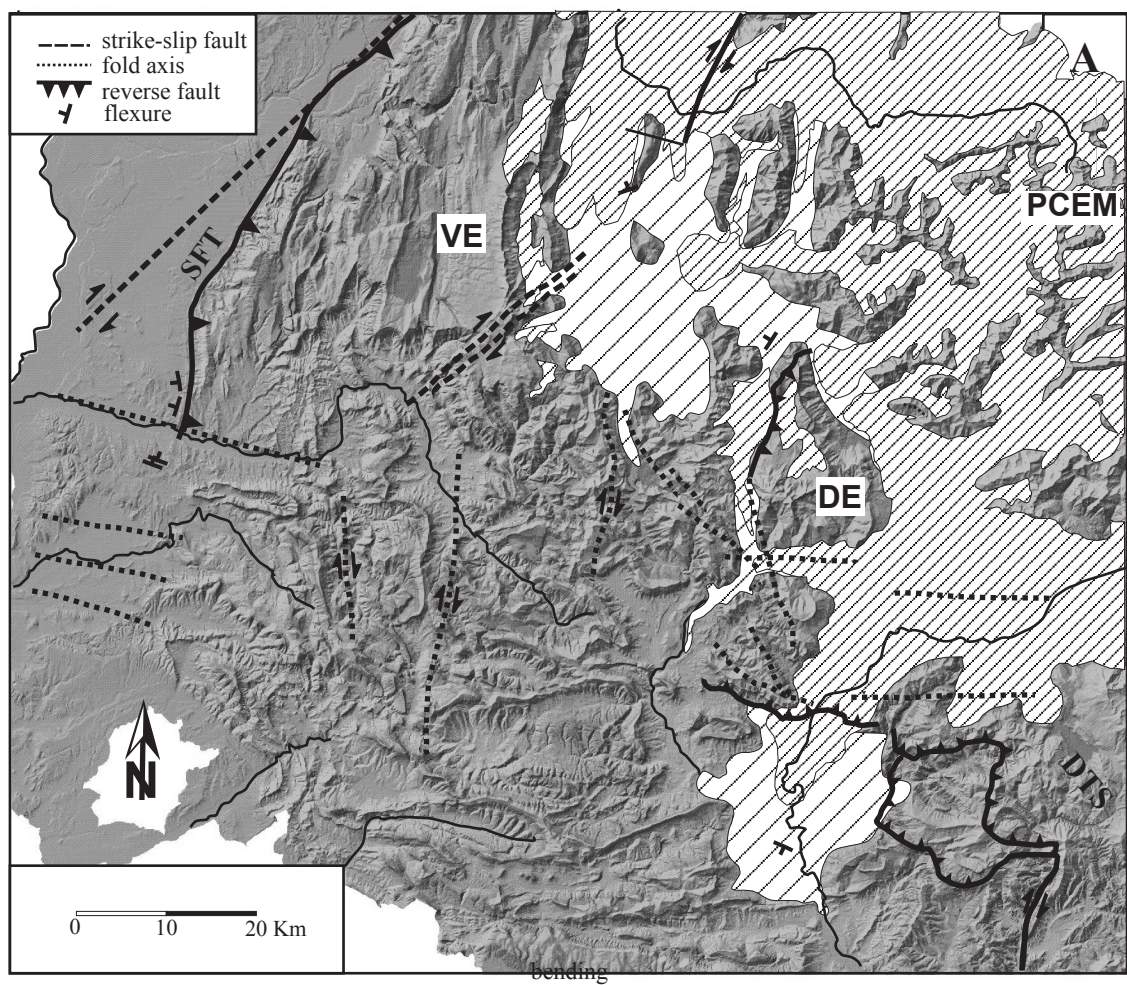 strike-slip fault
fold axis
reverse fault
flexure
A
PCEM
VE
SFT
DE
DTS
N
0 10 20 Km
bending